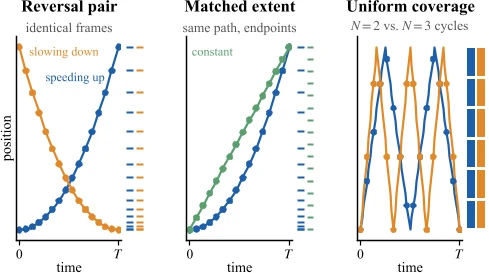 Reversal pair
identical frames
slowing down
speeding up
position
0
T
time
Matched extent
same path, endpoints
constant
0
T
time
Uniform coverage
N = 2 vs. N = 3 cycles
0
T
time